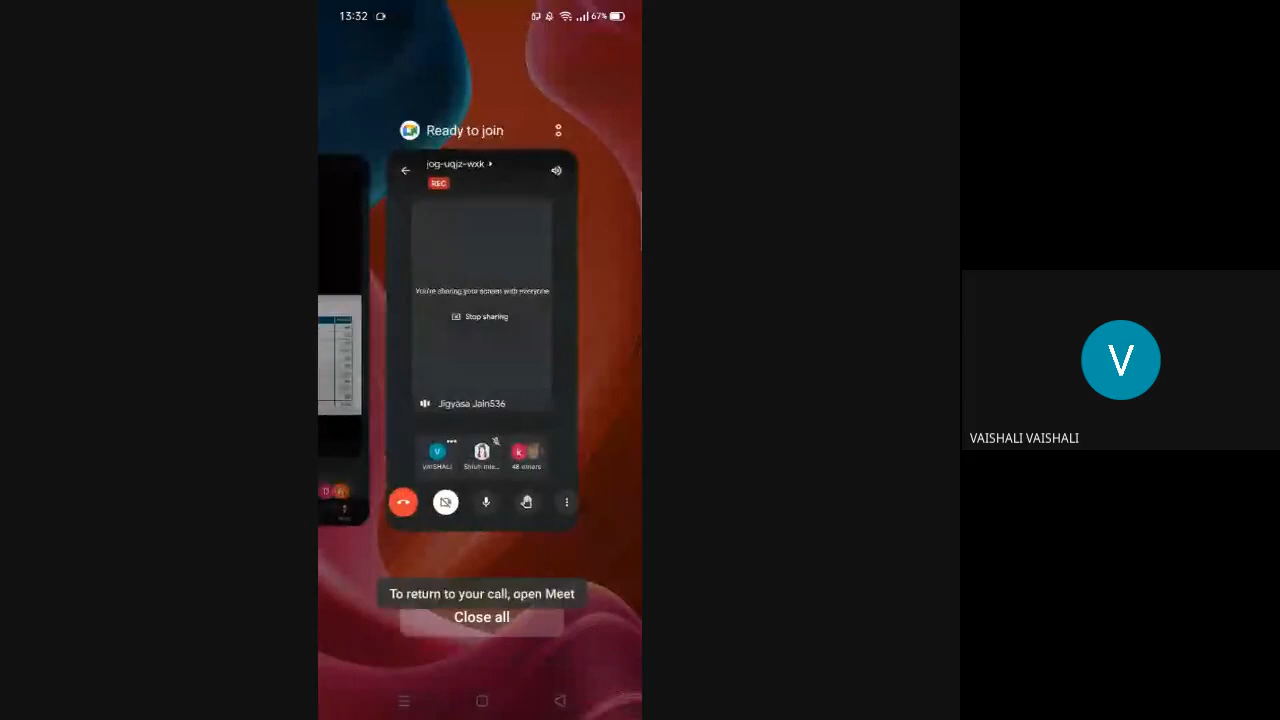 13:32
67%
Ready to join
jog-uqjz-wxk
REC
You're sharing your screen with everyone
Stop sharing
Jigyasa Jain536
V
k
VAISHALI
48 others
To return to your call, open Meet
Close all
V
VAISHALI VAISHALI